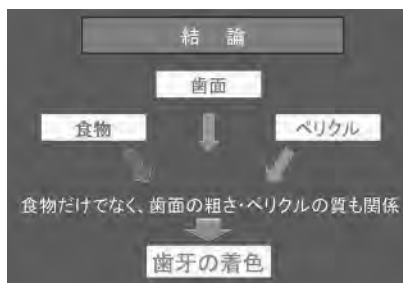 結論
歯面
食物 ペリクル
食物だけでなく、歯面の粗さ・ペリクルの質も関係
歯牙の着色